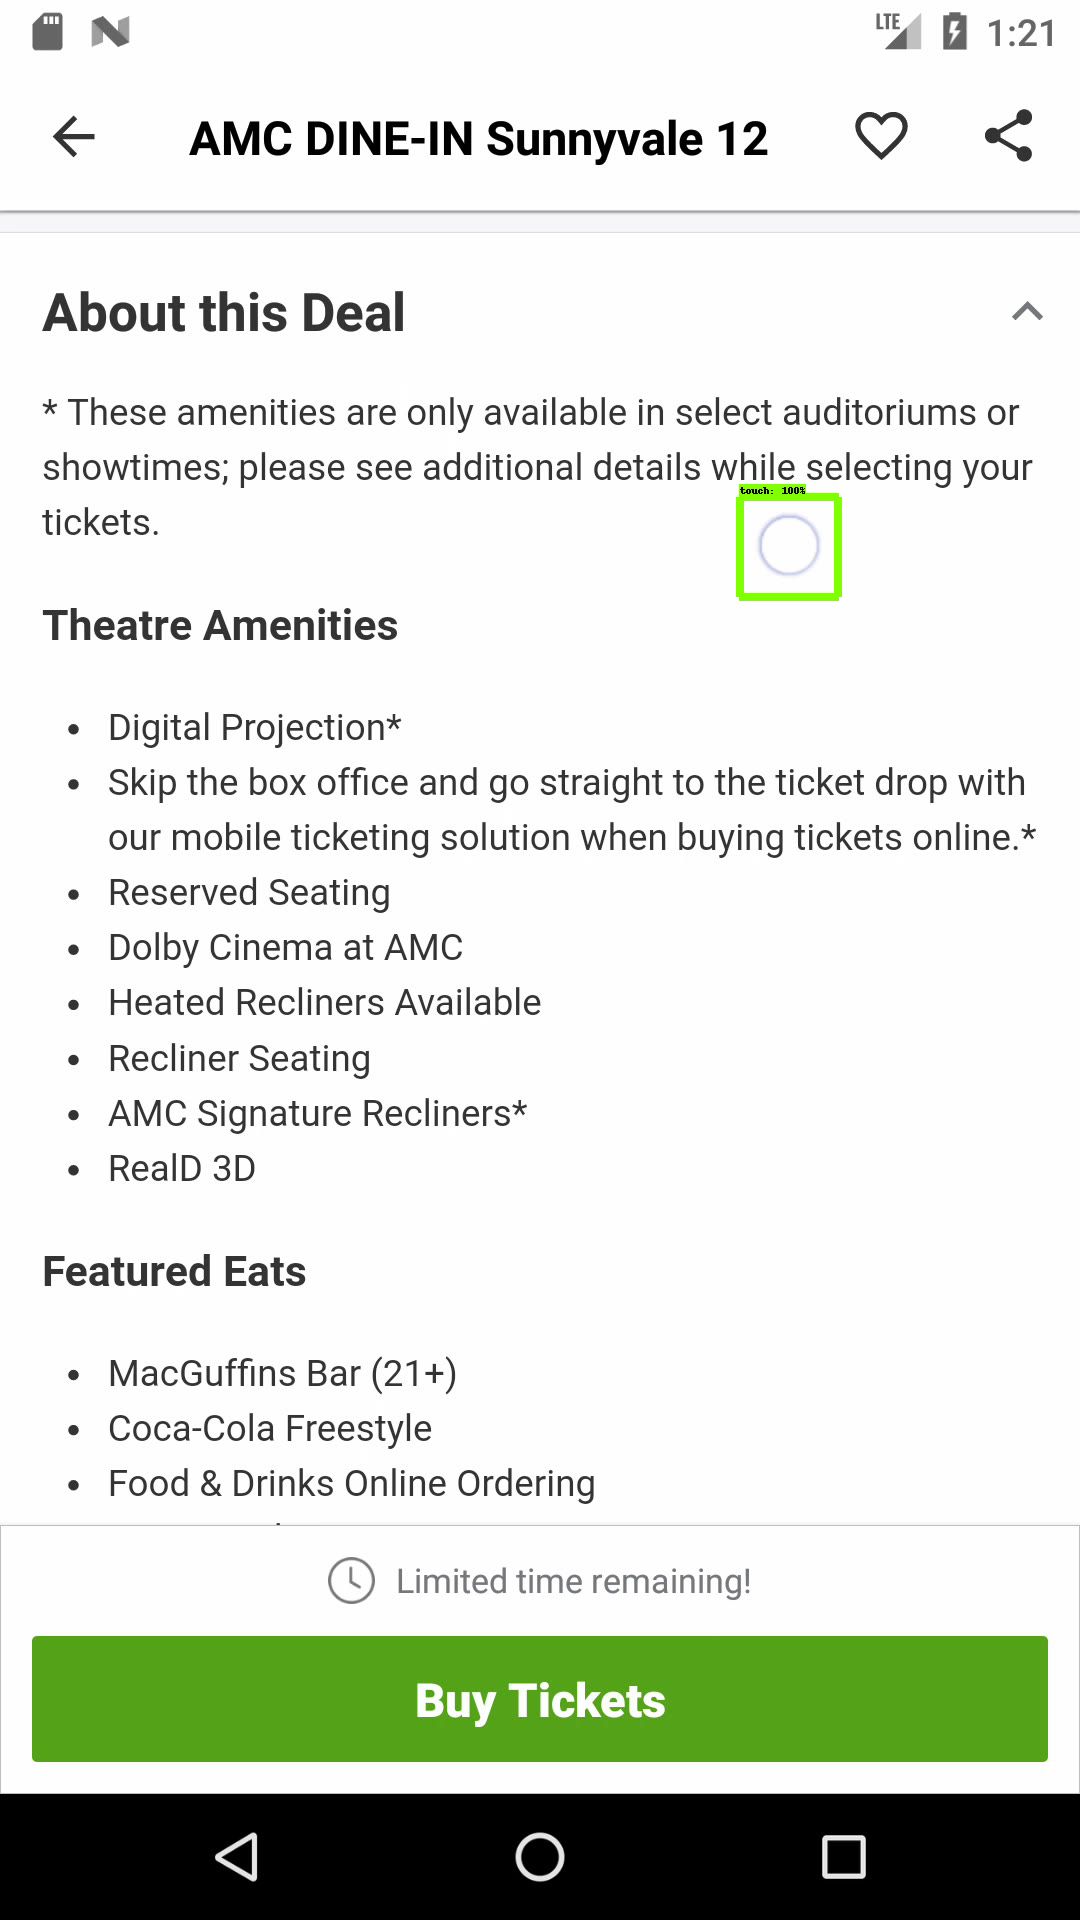 LTE 1:21
AMC DINE-IN Sunnyvale 12
About this Deal
* These amenities are only available in select auditoriums or
showtimes; please see additional details while selecting your
tickets.
touch: 100%
Theatre Amenities
• Digital Projection*
• Skip the box office and go straight to the ticket drop with
our mobile ticketing solution when buying tickets online.*
• Reserved Seating
• Dolby Cinema at AMC
• Heated Recliners Available
• Recliner Seating
• AMC Signature Recliners*
• RealD 3D
Featured Eats
• MacGuffins Bar (21+)
• Coca-Cola Freestyle
• Food & Drinks Online Ordering
Limited time remaining!
Buy Tickets